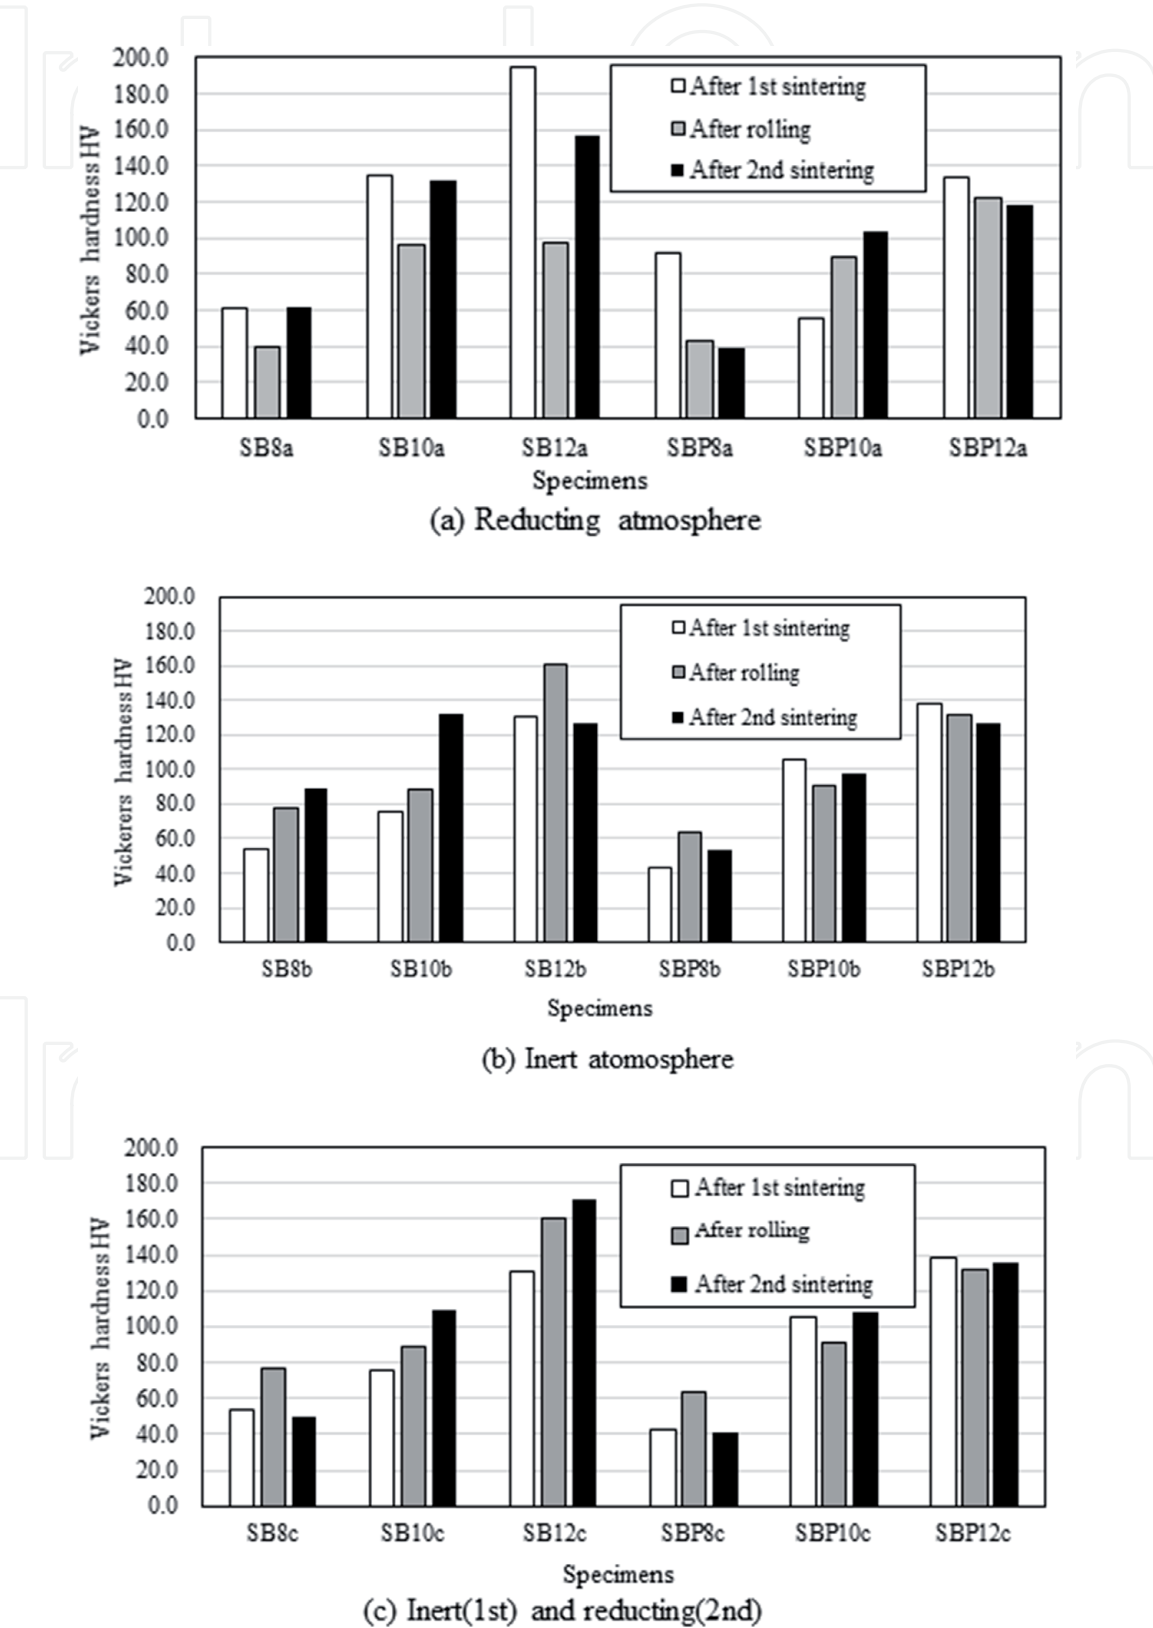 200.0
180.0
160.0
140.0
120.0
100.0
80.0
60.0
40.0
20.0
0.0
Vickers hardness HV
After 1st sintering
After rolling
After 2nd sintering
SB8a SB10a SB12a SBP8a SBP10a SBP12a
Specimens
(a) Reducting atmosphere
200.0
180.0
160.0
140.0
120.0
100.0
80.0
60.0
40.0
20.0
0.0
Vickerers hardness HV
After 1st sintering
After rolling
After 2nd sintering
SB8b SB10b SB12b SBP8b SBP10b SBP12b
Specimens
(b) Inert atomosphere
200.0
180.0
160.0
140.0
120.0
100.0
80.0
60.0
40.0
20.0
0.0
Vickers hardness HV
After 1st sintering
After rolling
After 2nd sintering
SB8c SB10c SB12c SBP8c SBP10c SBP12c
Specimens
(c) Inert(1st) and reducting(2nd)